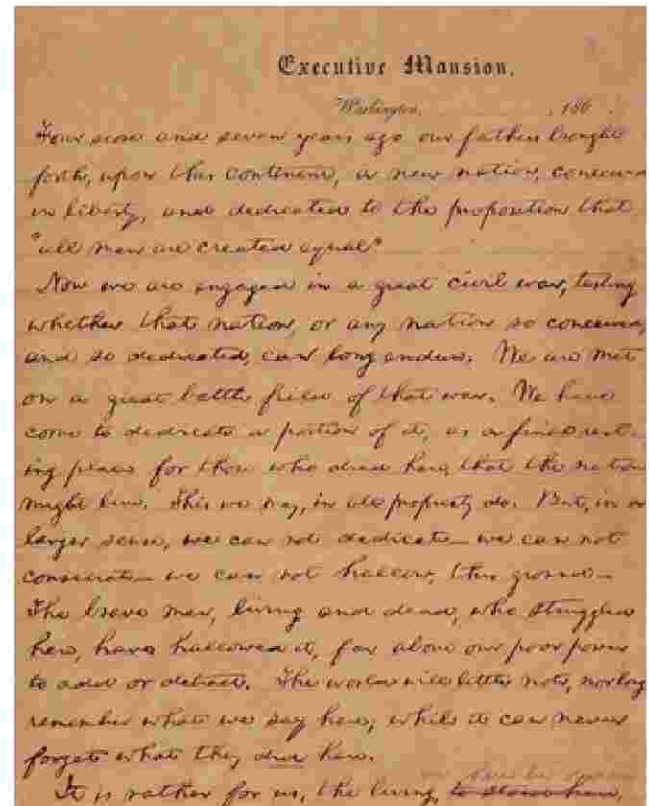 Executive Mansion,
Washington, , 186 .
Four score and seven years ago our fathers brought
forth, upon this continent, a new nation, conceived
in liberty, and dedicated to the proposition that
"all men are created equal"
Now we are engaged in a great civil war, testing
whether that nation, or any nation so conceived,
and so dedicated, can long endure. We are met
on a great battle field of that war. We have
come to dedicate a portion of it, as a final rest-
ing place for those who died here, that the nation
might live. This we may, in all propriety do. But, in a
larger sense, we can not dedicate— we can not
consecrate— we can not hallow, this ground—
The brave men, living and dead, who struggled
here, have hallowed it, far above our poor power
to add or detract. The world will little note, nor long
remember what we say here; while it can never
forget what they did here.
It is rather for us, the living, to stand here,